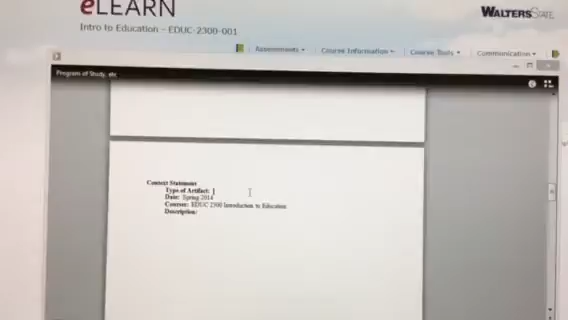 eLEARN
WALTERS STATE
Intro to Education - EDUC-2300-001
Assessments
Course Information
Course Tools
Communication
Program of Study, etc
Context Statement
Type of Artifact:
Date: Spring 2014
Course: EDUC 2300 Introduction to Education
Description: